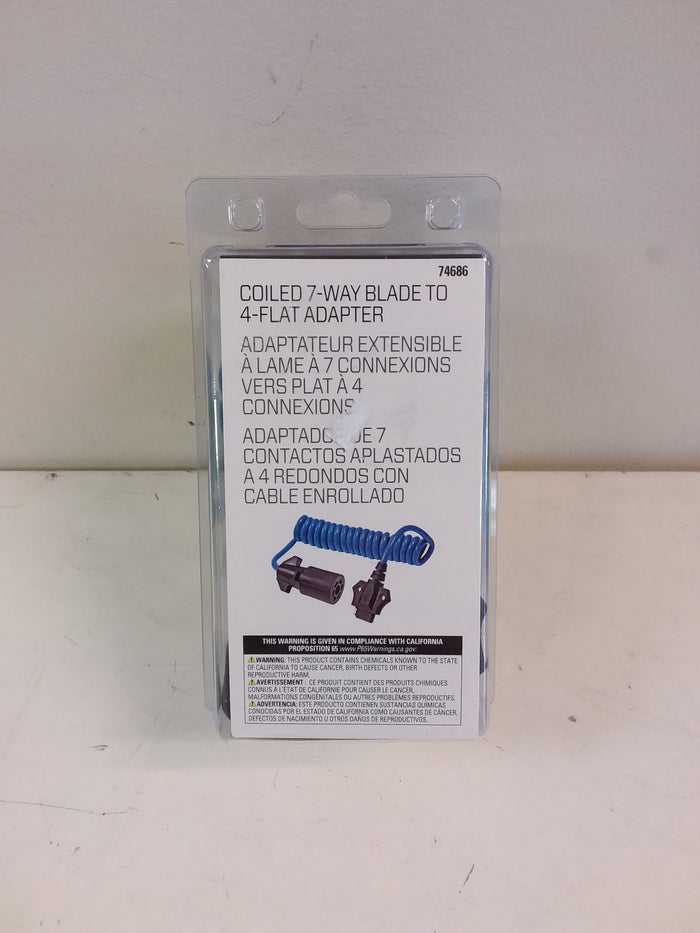 74686
COILED 7-WAY BLADE TO
4-FLAT ADAPTER
ADAPTATEUR EXTENSIBLE
À LAME À 7 CONNEXIONS
VERS PLAT À 4
CONNEXIONS
DE 7
CONTACTOS APLASTADOS
A 4 REDONDOS CON
CABLE ENROLLADO
THIS WARNING IS GIVEN IN COMPLIANCE WITH CALIFORNIA
PROPOSITION 65 www.P65Warnings.ca.gov:
WARNING: THIS PRODUCT CONTAINS CHEMICALS KNOWN TO THE STATE
OF CALIFORNIA TO CAUSE CANCER, BIRTH DEFECTS OR OTHER
REPRODUCTIVE HARM.
AVERTISSEMENT : CE PRODUIT CONTIENT DES PRODUITS CHIMIQUES
CONNUS À L'ÉTAT DE CALIFORNIE POUR CAUSER LE CANCER,
MALFORMATIONS CONGÉNITALES OU AUTRES PROBLÈMES REPRODUCTIFS.
ADVERTENCIA: ESTE PRODUCTO CONTIENEN SUSTANCIAS QUÍMICAS
CONOCIDAS POR EL ESTADO DE CALIFORNIA COMO CAUSANTES DE CÁNCER,
DEFECTOS DE NACIMIENTO U OTROS DAÑOS DE REPRODUCTIVOS.